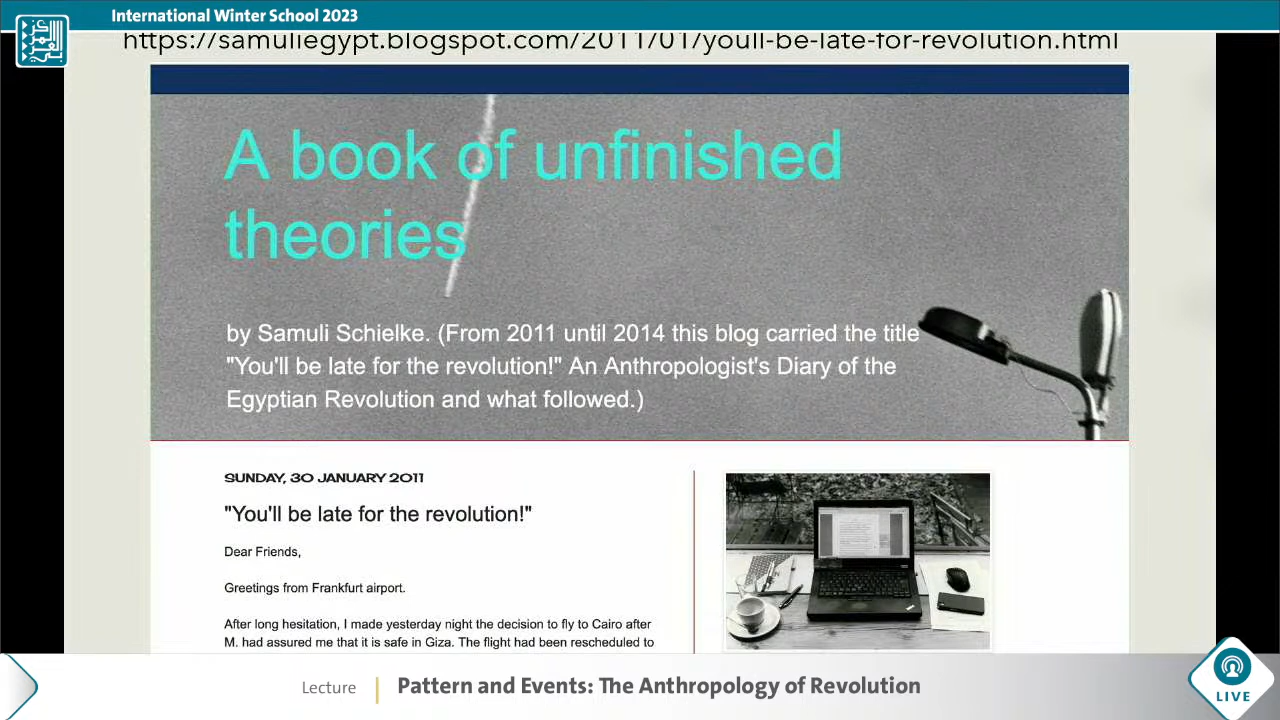 International Winter School 2023
https://samuliegypt.blogspot.com/2011/01/youll-be-late-for-revolution.html
A book of unfinished
theories
by Samuli Schielke. (From 2011 until 2014 this blog carried the title
"You'll be late for the revolution!" An Anthropologist's Diary of the
Egyptian Revolution and what followed.)
SUNDAY, 30 JANUARY 2011
"You'll be late for the revolution!"
Dear Friends,
Greetings from Frankfurt airport.
After long hesitation, I made yesterday night the decision to fly to Cairo after
M. had assured me that it is safe in Giza. The flight had been rescheduled to
Lecture
Pattern and Events: The Anthropology of Revolution
LIVE